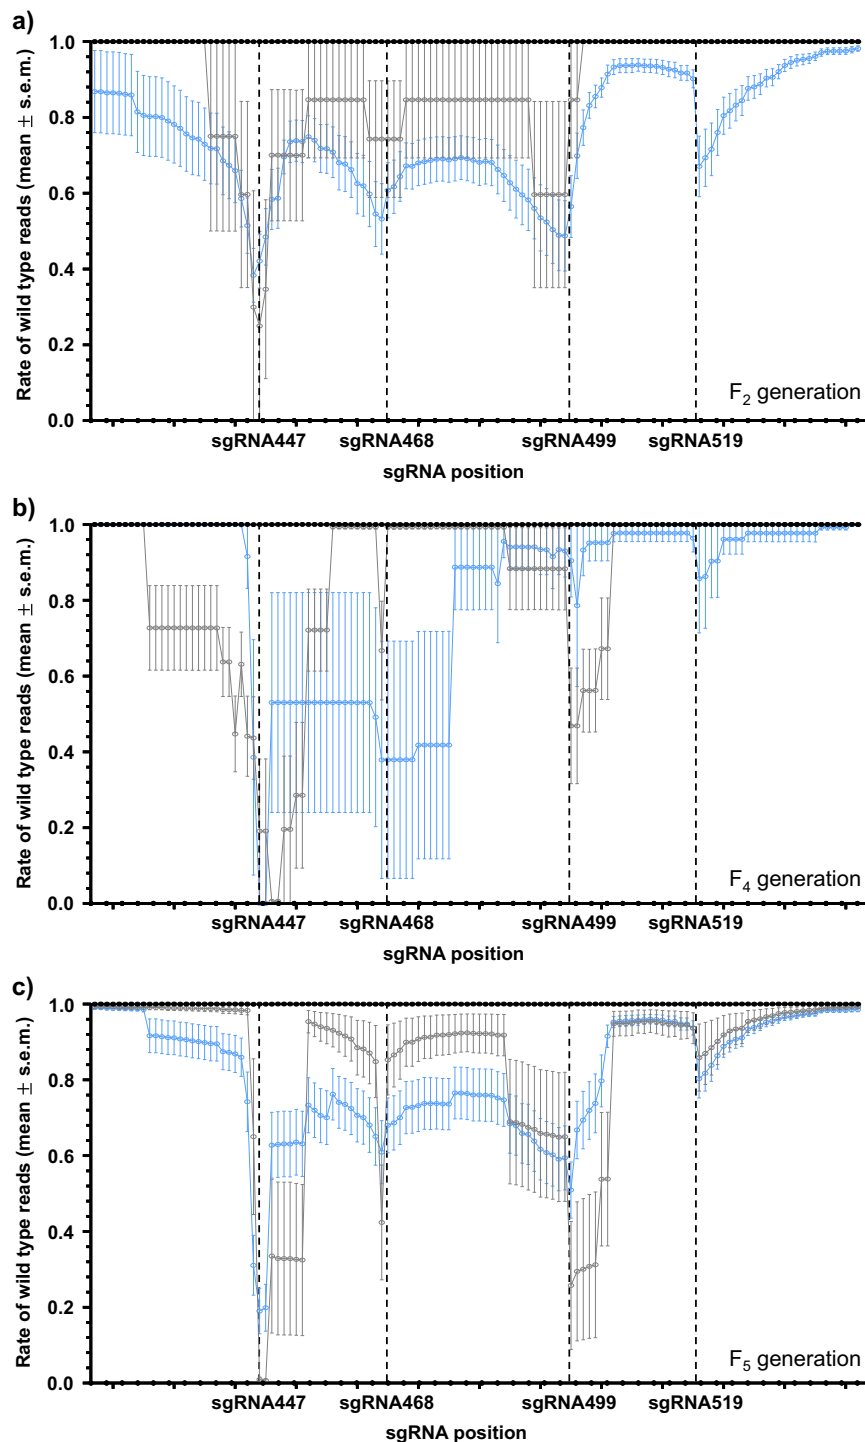 a)
Rate of wild type reads (mean ± s.e.m.)
1.0
0.8
0.6
0.4
0.2
0.0
F2 generation
sgRNA447 sgRNA468 sgRNA499 sgRNA519
sgRNA position
b)
Rate of wild type reads (mean ± s.e.m.)
1.0
0.8
0.6
0.4
0.2
0.0
F4 generation
sgRNA447 sgRNA468 sgRNA499 sgRNA519
sgRNA position
c)
Rate of wild type reads (mean ± s.e.m.)
1.0
0.8
0.6
0.4
0.2
0.0
F5 generation
sgRNA447 sgRNA468 sgRNA499 sgRNA519
sgRNA position